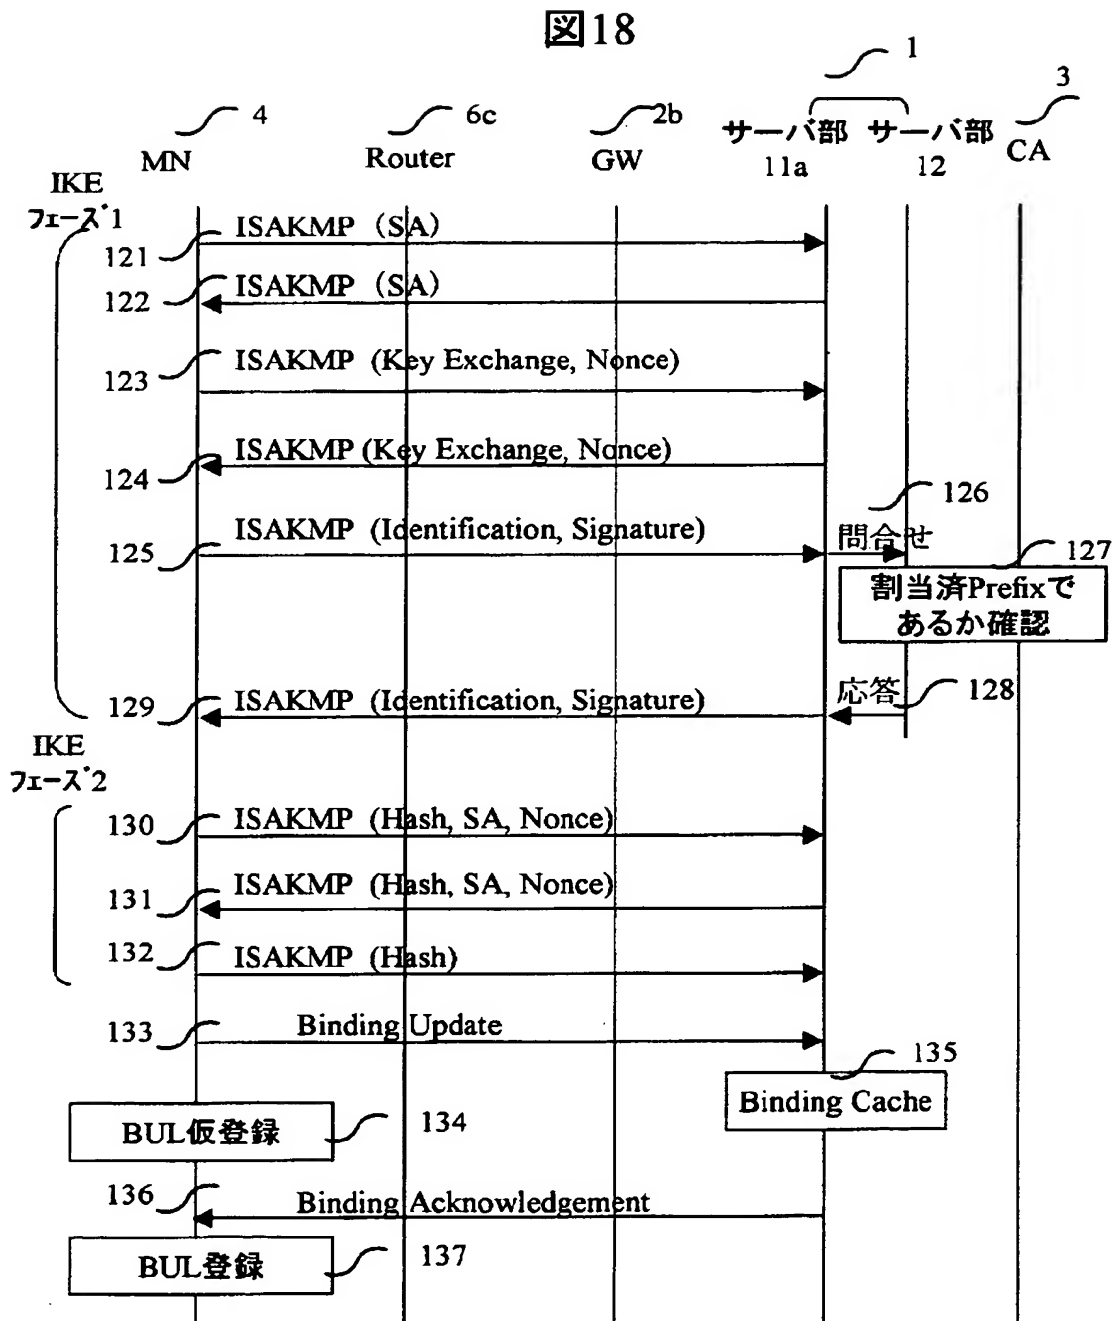 図18
1
4
6c
2b
3
サーバ部 サーバ部
MN Router GW 11a 12 CA
IKE
フェーズ1
121 ISAKMP (SA)
122 ISAKMP (SA)
123 ISAKMP (Key Exchange, Nonce)
124 ISAKMP (Key Exchange, Nonce)
126
125 ISAKMP (Identification, Signature) 問合せ
127
割当済Prefixで
あるか確認
129 ISAKMP (Identification, Signature) 応答 128
IKE
フェーズ2
130 ISAKMP (Hash, SA, Nonce)
131 ISAKMP (Hash, SA, Nonce)
132 ISAKMP (Hash)
133 Binding Update
135
Binding Cache
BUL仮登録 134
136 Binding Acknowledgement
BUL登録 137